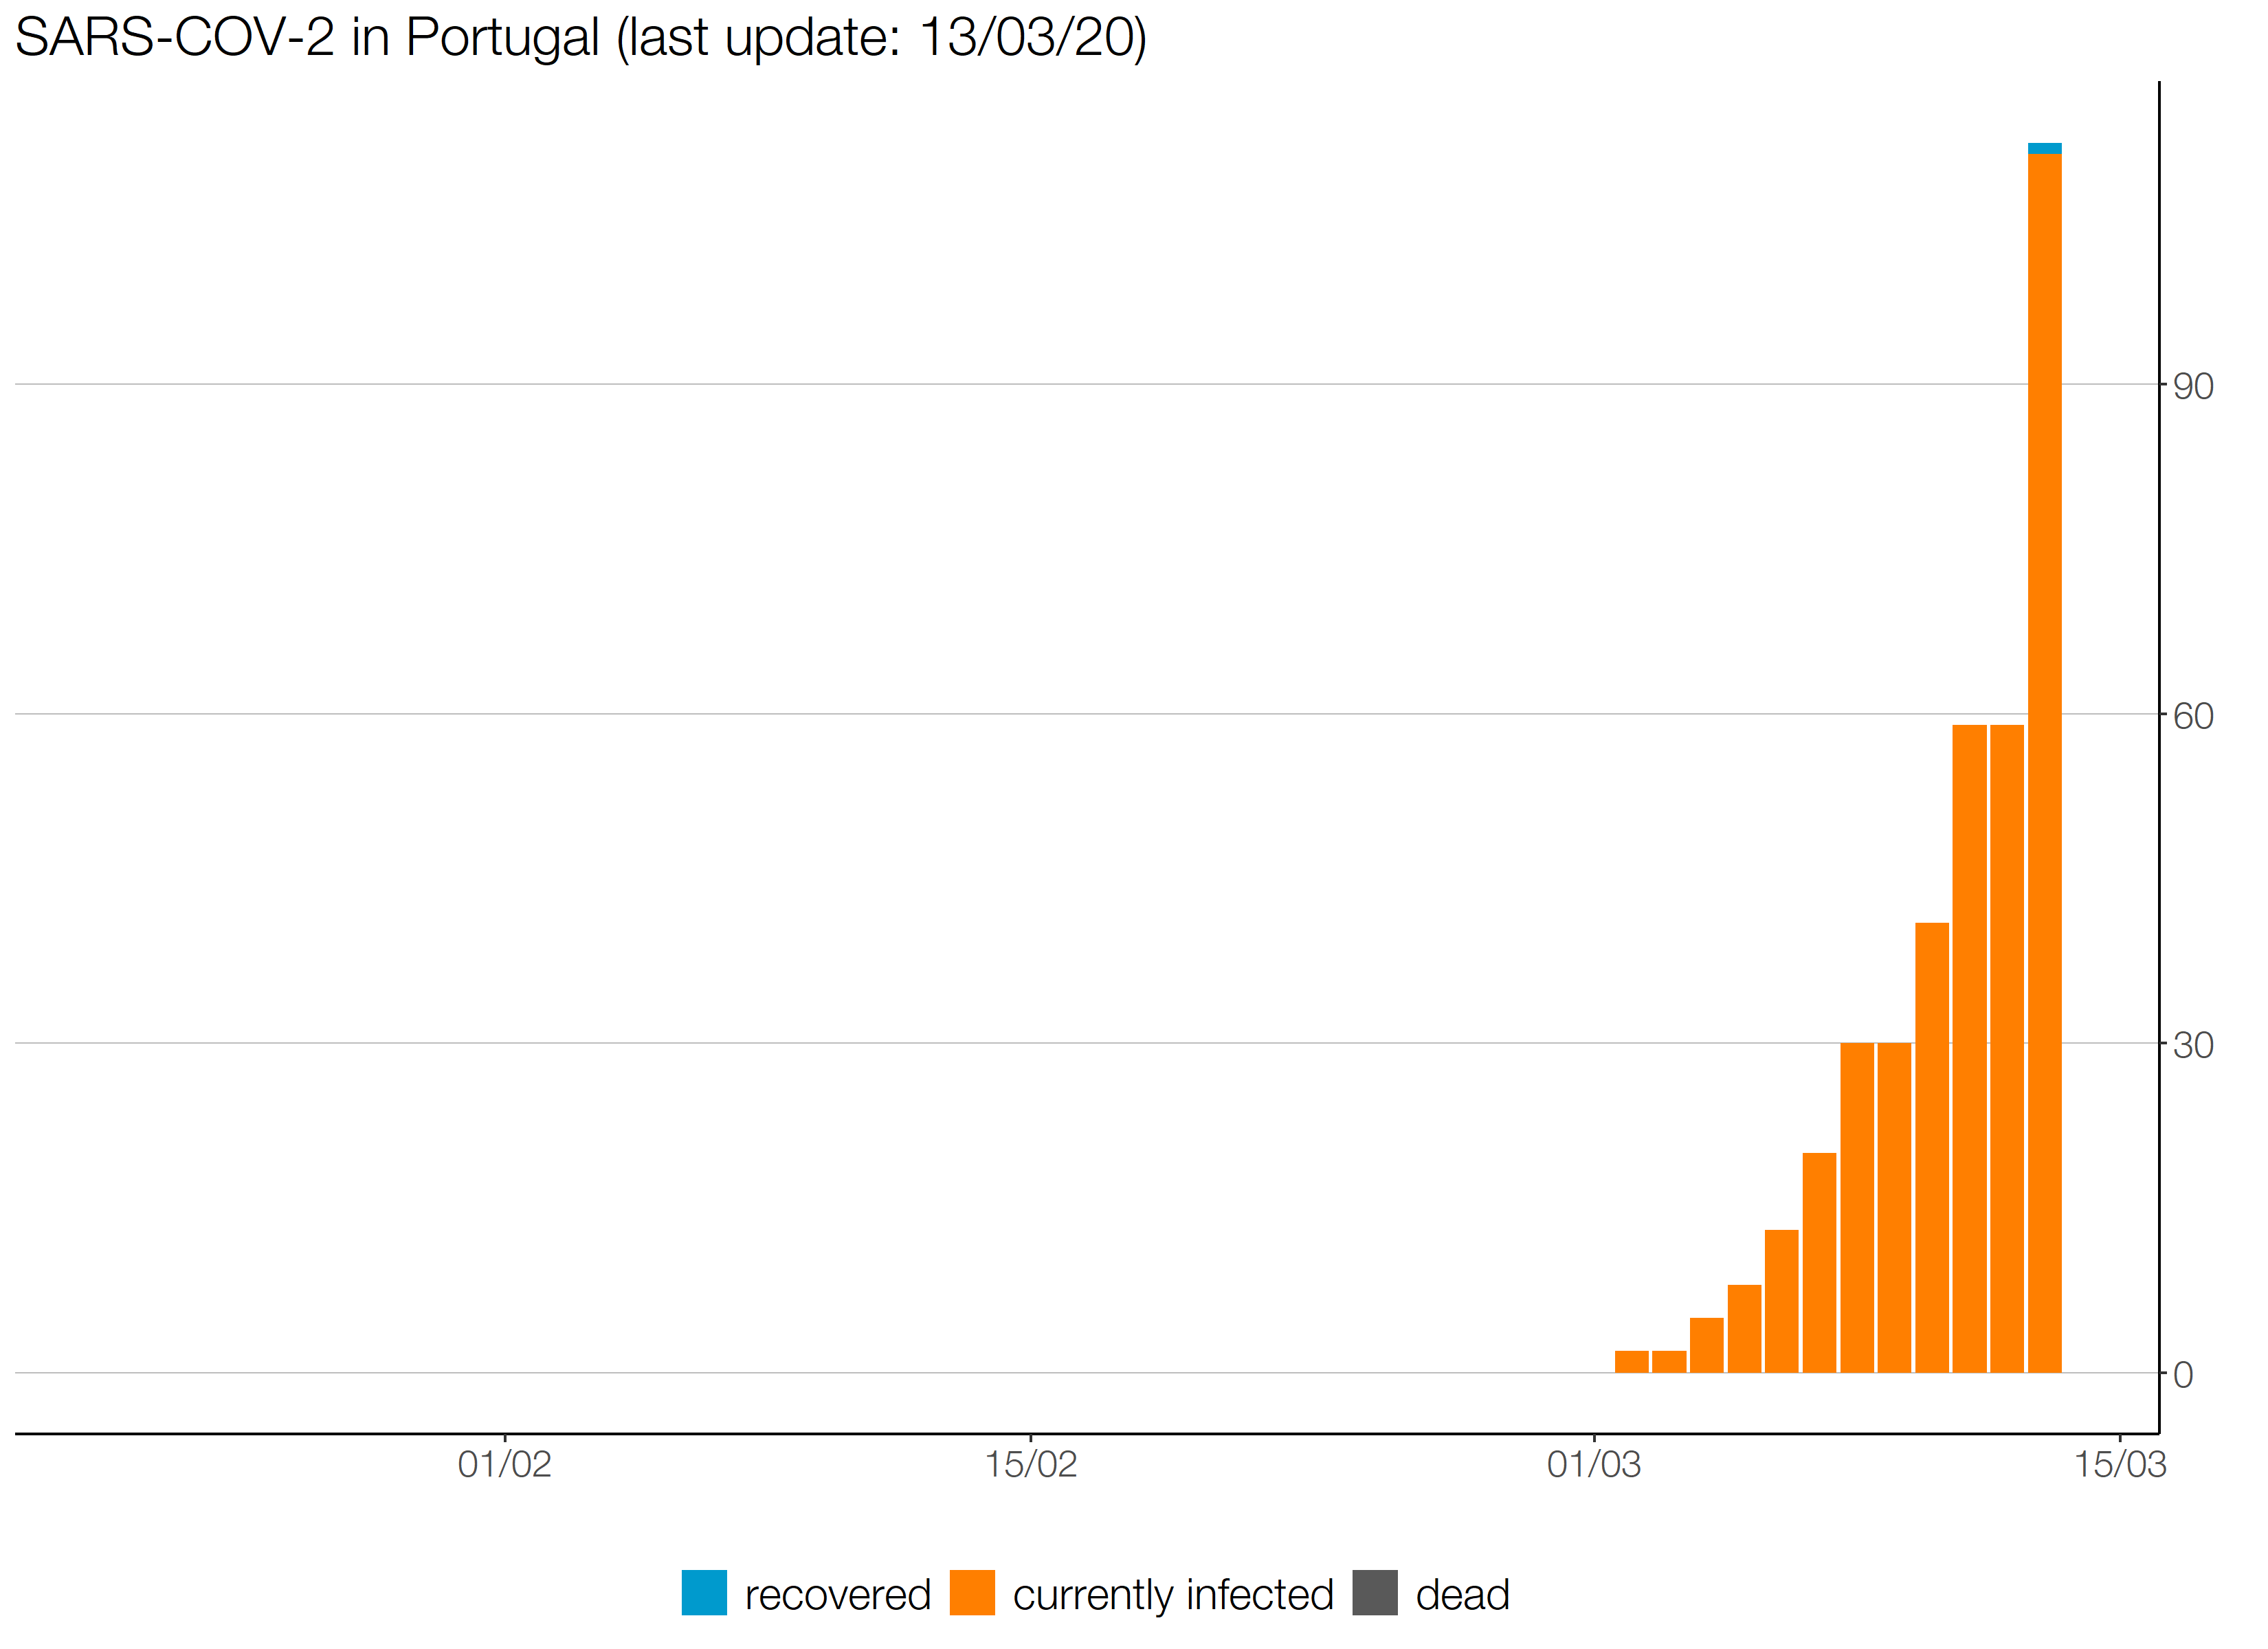 SARS-COV-2 in Portugal (last update: 13/03/20)
90
60
30
0
01/02 15/02 01/03 15/03
recovered currently infected dead